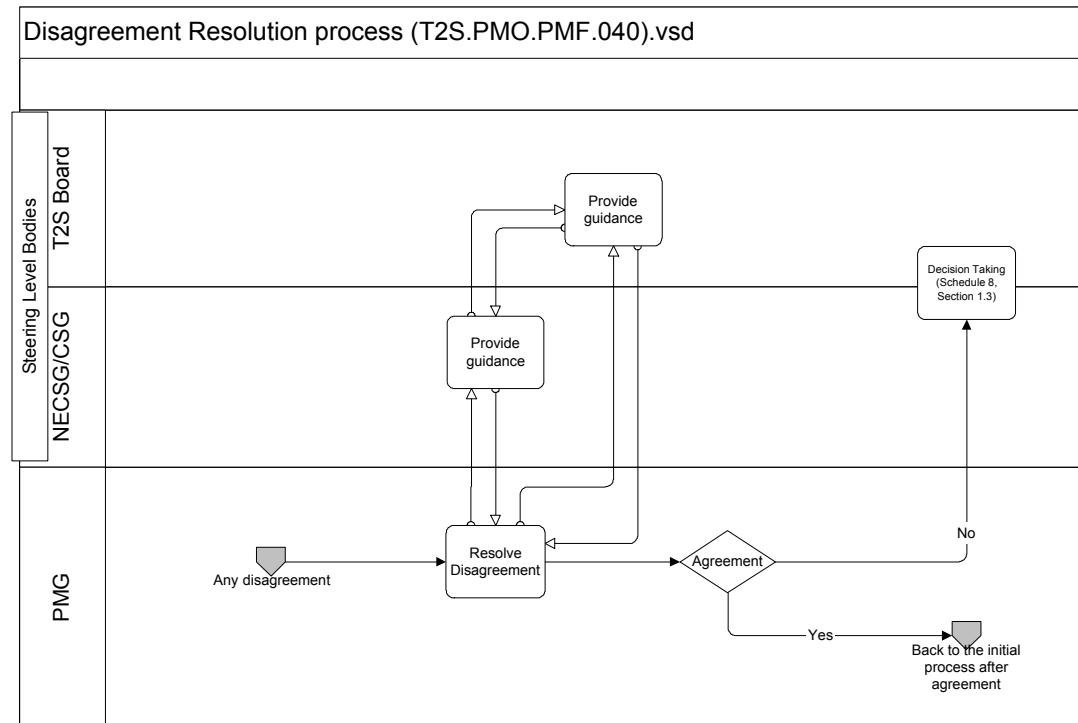 Disagreement Resolution process (T2S.PMO.PMF.040).vsd
Steering Level Bodies
T2S Board
Provide
guidance
Decision Taking
(Schedule 8,
Section 1.3)
NECSG/CSG
Provide
guidance
PMG
Any disagreement
Resolve
Disagreement
Agreement
No
Yes
Back to the initial
process after
agreement